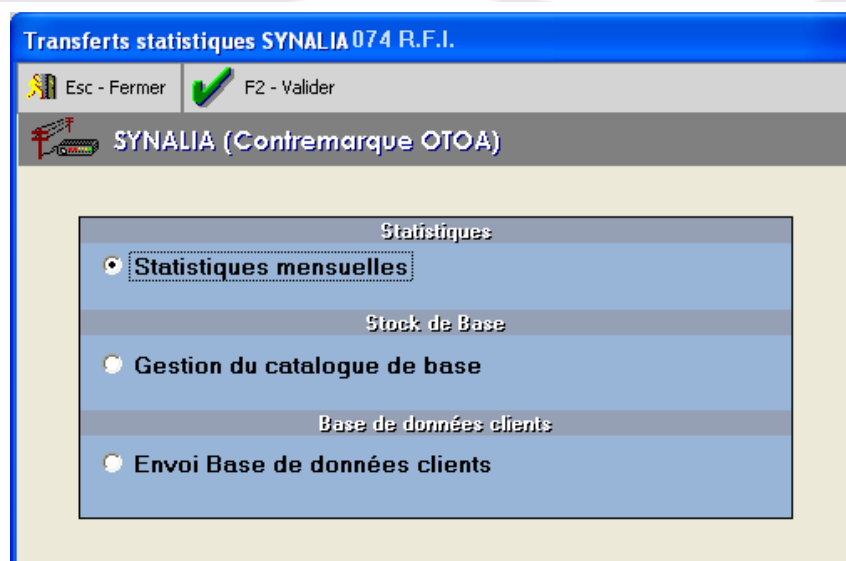 Transferts statistiques SYNALIA 074 R.F.I.
Esc - Fermer F2 - Valider
SYNALIA (Contremarque OTOA)
Statistiques
Statistiques mensuelles
Stock de Base
Gestion du catalogue de base
Base de données clients
Envoi Base de données clients